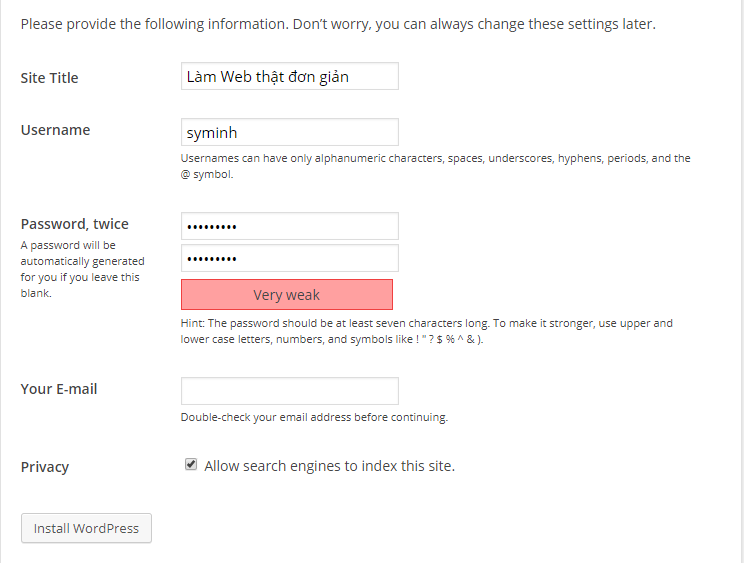 Please provide the following information. Don’t worry, you can always change these settings later.
Site Title
Làm Web thật đơn giản
Username
syminh
Usernames can have only alphanumeric characters, spaces, underscores, hyphens, periods, and the
@ symbol.
Password, twice
A password will be
automatically generated
for you if you leave this
blank.
•••••••••
•••••••••
Very weak
Hint: The password should be at least seven characters long. To make it stronger, use upper and
lower case letters, numbers, and symbols like ! " ? $ % ^ & ).
Your E-mail
Double-check your email address before continuing.
Privacy
Allow search engines to index this site.
Install WordPress